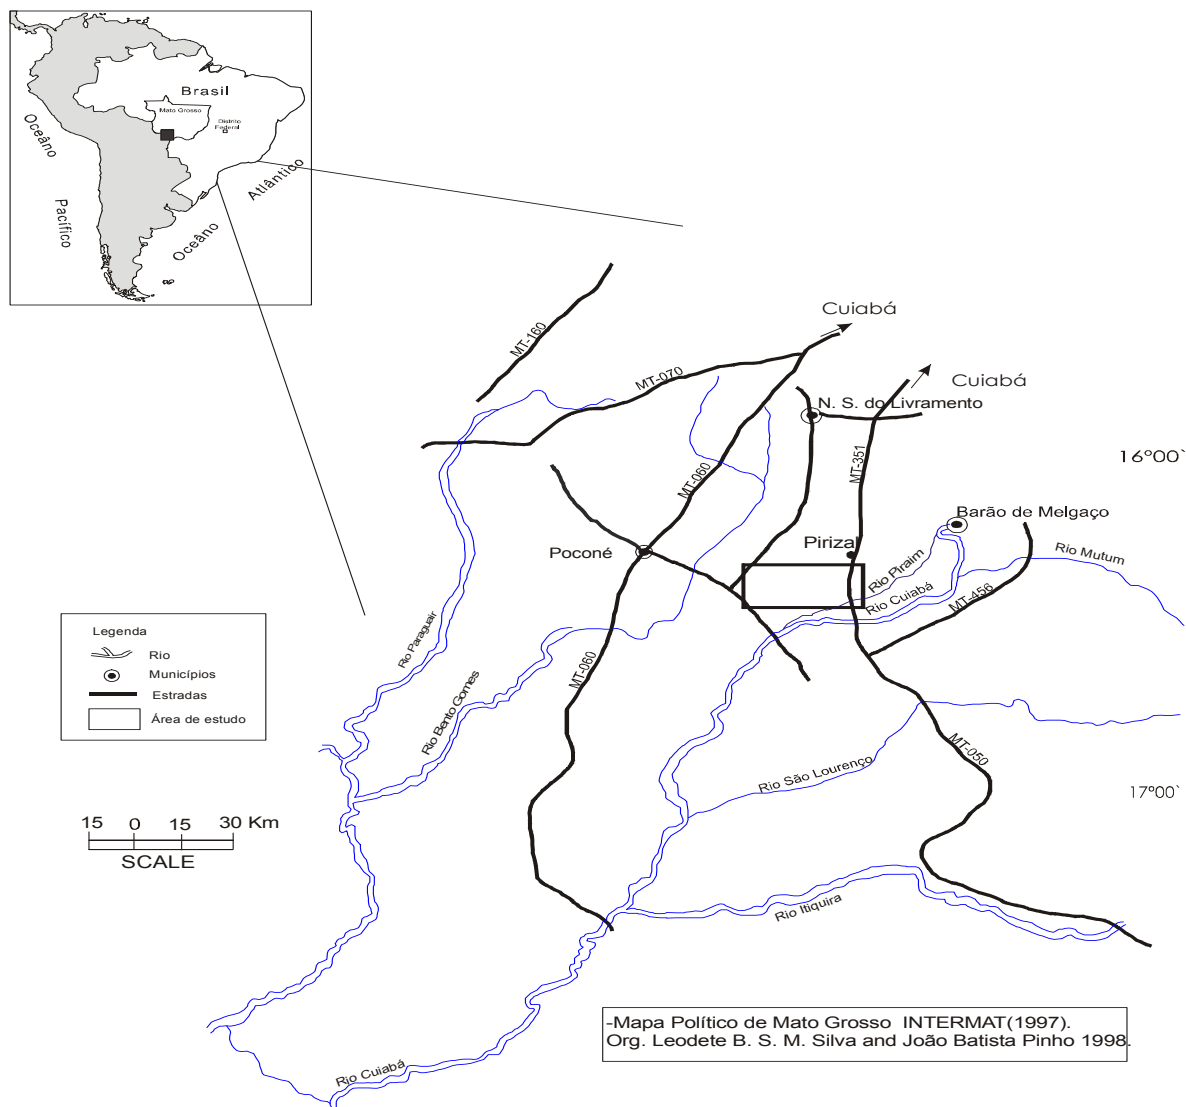 Brasil
Mato Grosso
Distrito
Federal
Oceâno
Pacífico
Oceâno
Atlântico
Cuiabá
MT-160
MT-070
Cuiabá
N. S. do Livramento
MT-351
16°00`
MT-060
Barão de Melgaço
Pirizal
Poconé
Rio Mutum
Rio Piraim
Rio Cuiabá
MT-456
Legenda
Rio
Municípios
Estradas
Área de estudo
Rio Paraguair
MT-060
Rio Bento Gomes
MT-050
Rio São Lourenço
17°00`
15 0 15 30 Km
SCALE
Rio Itiquira
-Mapa Político de Mato Grosso INTERMAT(1997).
Org. Leodete B. S. M. Silva and João Batista Pinho 1998.
Rio Cuiabá